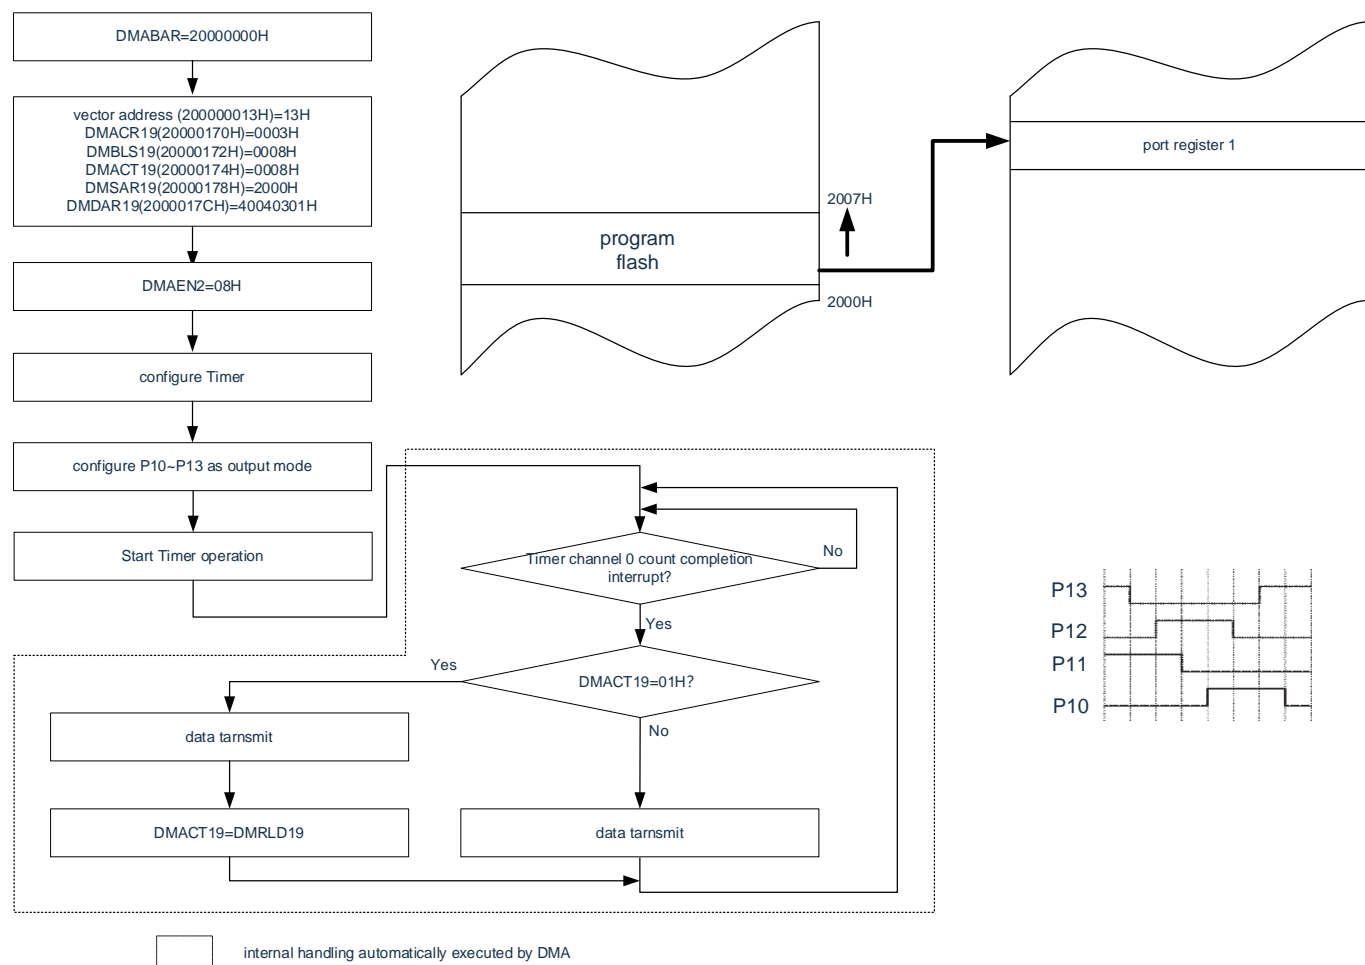 DMABAR=20000000H
vector address (200000013H)=13H
DMACR19(20000170H)=0003H
DMBLS19(20000172H)=0008H
DMACT19(20000174H)=0008H
DMSAR19(20000178H)=2000H
DMDAR19(2000017CH)=40040301H
DMAEN2=08H
configure Timer
configure P10~P13 as output mode
Start Timer operation
program
flash
2007H
2000H
port register 1
Timer channel 0 count completion
interrupt?
No
Yes
DMACT19=01H?
Yes
No
data tarnsmit
DMACT19=DMRLD19
data tarnsmit
P13
P12
P11
P10
internal handling automatically executed by DMA